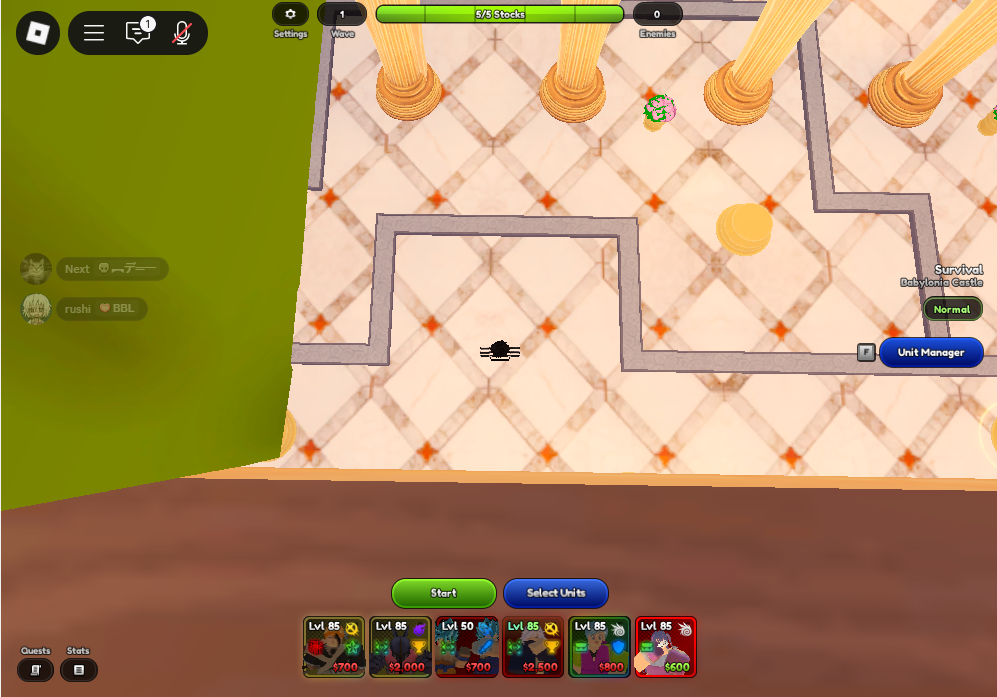 1
Settings
1
Wave
5/5 Stocks
0
Enemies
Next 💀︻デ═一
rushi ❤ BBL
Survival
Babylonia Castle
Normal
F
Unit Manager
Start
Select Units
Lvl 85
$700
Lvl 85
$2,000
Lvl 50
$700
Lvl 85
$2,500
Lvl 85
$800
Lvl 85
$600
Quests
Stats